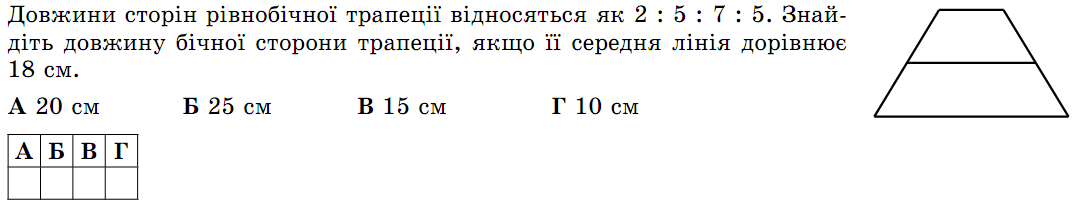 Довжини сторін рівнобічної трапеції відносяться як 2 : 5 : 7 : 5. Знай-
діть довжину бічної сторони трапеції, якщо її середня лінія дорівнює
18 см.
А 20 см Б 25 см В 15 см Г 10 см
А Б В Г